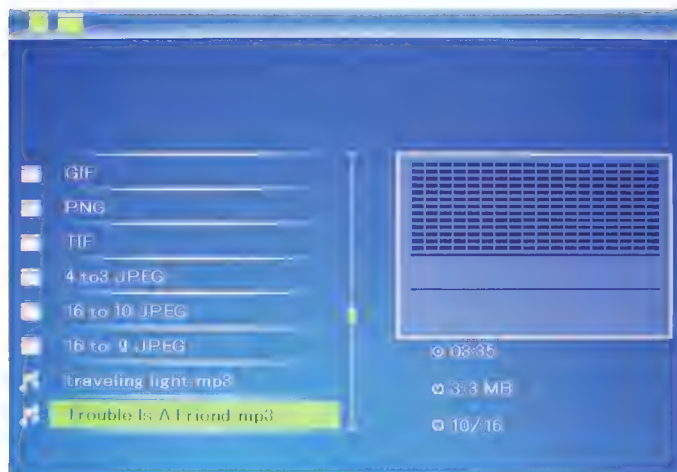 GIF
PNG
TIF
4 to3 JPEG
16 to 10 JPEG
16 to 9 JPEG
traveling light.mp3
Trouble Is A Friend.mp3
03:35
3.3 MB
10/16